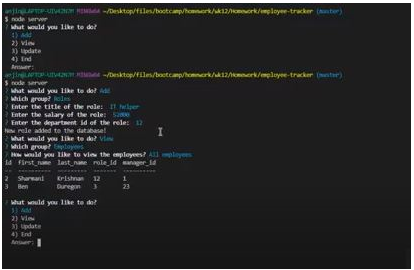 anjin@LAPTOP-UIV42N7M MINGW64 ~/Desktop/files/bootcamp/homework/wk12/Homework/employee-tracker (master)
$ node server
? What would you like to do?
1) Add
2) View
3) Update
4) End
Answer:
anjin@LAPTOP-UIV42N7M MINGW64 ~/Desktop/files/bootcamp/homework/wk12/Homework/employee-tracker (master)
$ node server
? What would you like to do? Add
? Which group? Roles
? Enter the title of the role: IT helper
? Enter the salary of the role: 52000
? Enter the department id of the role: 12
New role added to the database!
? What would you like to do? View
? Which group? Employees
? How would you like to view the employees? All employees
id first_name last_name role_id manager_id
-- ---------- --------- ------- ----------
2 Sharmani Krishnan 12 1
3 Ben Duregon 3 23
? What would you like to do?
1) Add
2) View
3) Update
4) End
Answer: